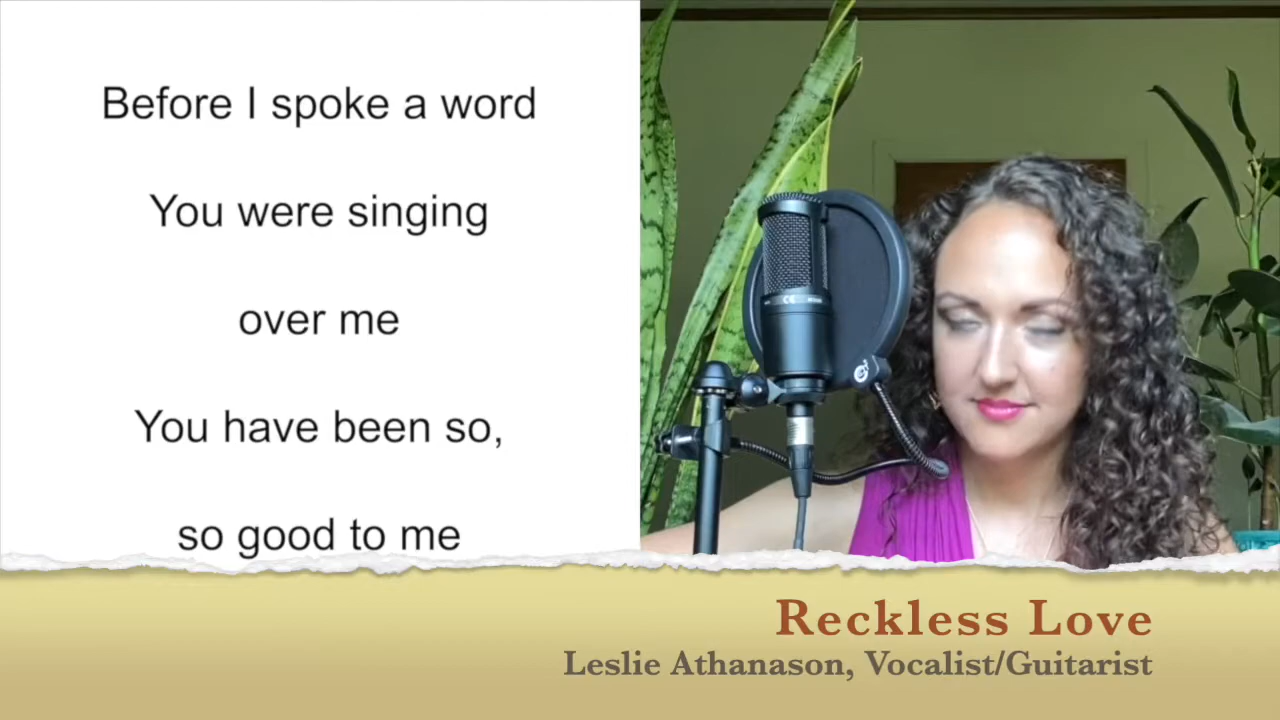 Before I spoke a word
You were singing
over me
You have been so,
so good to me
Reckless Love
Leslie Athanason, Vocalist/Guitarist